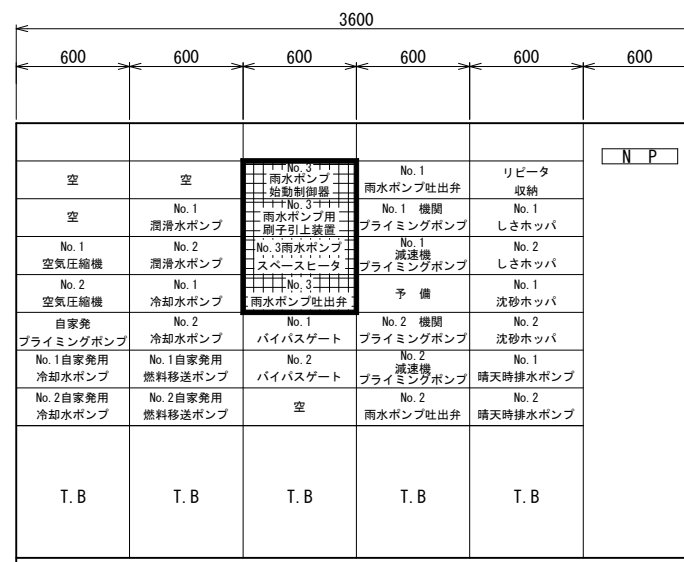 3600
600 600 600 600 600 600
N P
空 空 No.3 No.1 リピータ
雨水ポンプ 雨水ポンプ吐出弁 収納
始動制御器
空 No.1 No.3 No.1 機関 No.1
潤滑水ポンプ 雨水ポンプ用 プライミングポンプ しさホッパ
刷子引上装置
No.1 No.2 No.3雨水ポンプ No.1 No.2
空気圧縮機 潤滑水ポンプ スペースヒータ 減速機 しさホッパ
プライミングポンプ
No.2 No.1 No.3 予 備 No.1
空気圧縮機 冷却水ポンプ 雨水ポンプ吐出弁 沈砂ホッパ
自家発 No.2 No.1 No.2 機関 No.2
プライミングポンプ 冷却水ポンプ バイパスゲート プライミングポンプ 沈砂ホッパ
No.1自家発用 No.1自家発用 No.2 No.2 No.1
冷却水ポンプ 燃料移送ポンプ バイパスゲート 減速機 晴天時排水ポンプ
プライミングポンプ
No.2自家発用 No.2自家発用 空 No.2 No.2
冷却水ポンプ 燃料移送ポンプ 雨水ポンプ吐出弁 晴天時排水ポンプ
T.B T.B T.B T.B T.B